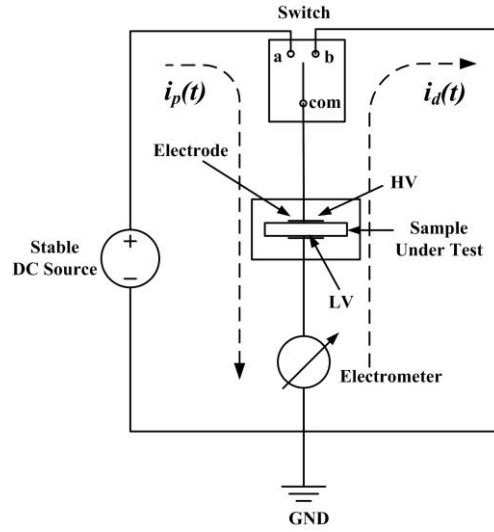 Switch
a
b
com
i_p(t)
i_d(t)
Electrode
HV
Sample
Under Test
Stable
DC Source
+
−
LV
Electrometer
GND